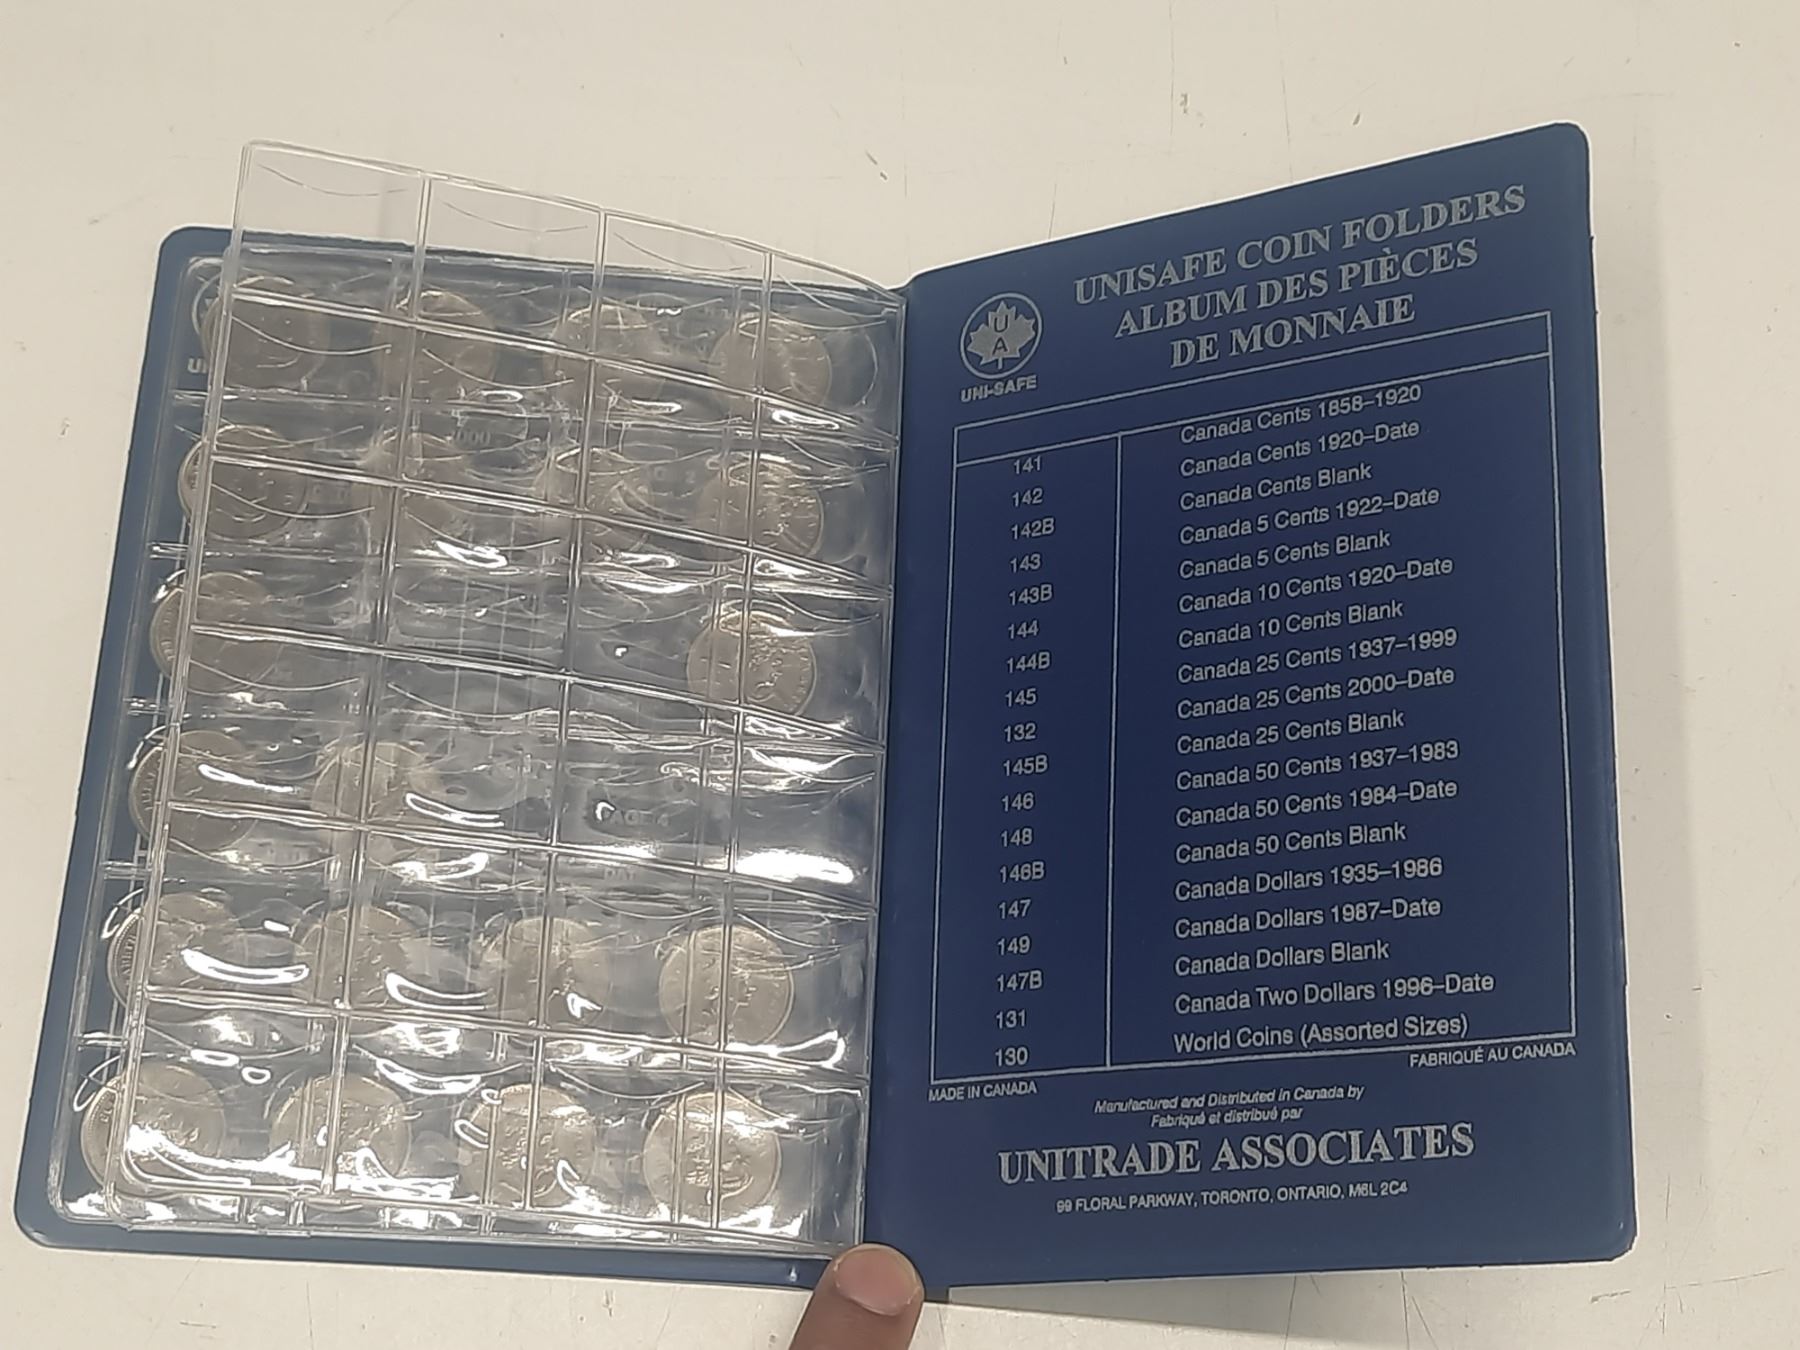 UNISAFE COIN FOLDERS
ALBUM DES PIÈCES
DE MONNAIE
U
A
UNI-SAFE
Canada Cents 1858–1920
141 Canada Cents 1920–Date
142 Canada Cents Blank
142B Canada 5 Cents 1922–Date
143 Canada 5 Cents Blank
143B Canada 10 Cents 1920–Date
144 Canada 10 Cents Blank
144B Canada 25 Cents 1937–1999
145 Canada 25 Cents 2000–Date
132 Canada 25 Cents Blank
145B Canada 50 Cents 1937–1983
146 Canada 50 Cents 1984–Date
148 Canada 50 Cents Blank
146B Canada Dollars 1935–1986
147 Canada Dollars 1987–Date
149 Canada Dollars Blank
147B Canada Two Dollars 1996–Date
131 World Coins (Assorted Sizes)
130
MADE IN CANADA FABRIQUÉ AU CANADA
Manufactured and Distributed in Canada by
Fabriqué et distribué par
UNITRADE ASSOCIATES
99 FLORAL PARKWAY, TORONTO, ONTARIO, M6L 2C4